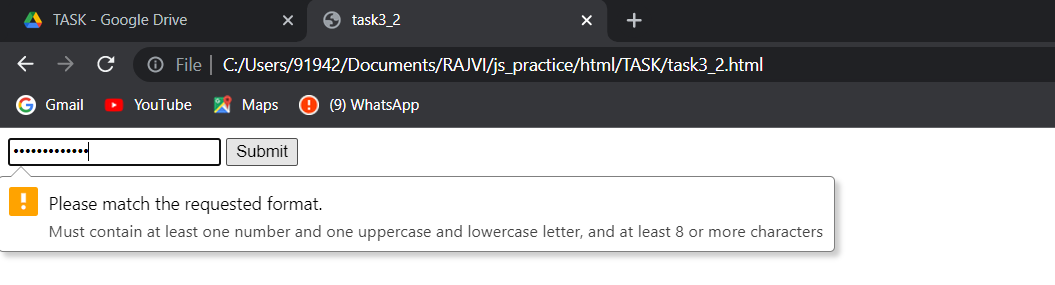 TASK - Google Drive
task3_2
File | C:/Users/91942/Documents/RAJVI/js_practice/html/TASK/task3_2.html
Gmail YouTube Maps (9) WhatsApp
••••••••••••• Submit
Please match the requested format.
Must contain at least one number and one uppercase and lowercase letter, and at least 8 or more characters